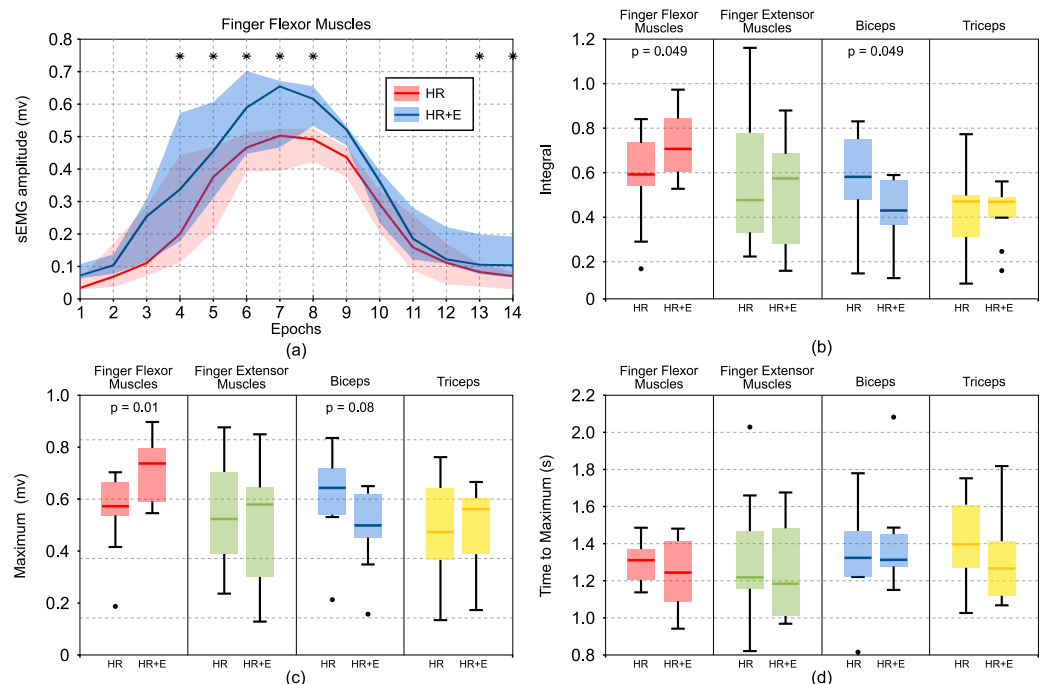 Finger Flexor Muscles
sEMG amplitude (mv)
0.8
0.7
0.6
0.5
0.4
0.3
0.2
0.1
0
* * * * * * *
HR
HR+E
1 2 3 4 5 6 7 8 9 10 11 12 13 14
Epochs
(a)
Finger Flexor Muscles
Finger Extensor Muscles
Biceps
Triceps
p = 0.049
p = 0.049
Integral
1.2
1.0
0.8
0.6
0.4
0.2
0
HR HR+E HR HR+E HR HR+E HR HR+E
(b)
Finger Flexor Muscles
Finger Extensor Muscles
Biceps
Triceps
p = 0.01
p = 0.08
Maximum (mv)
1.0
0.8
0.6
0.4
0.2
0
HR HR+E HR HR+E HR HR+E HR HR+E
(c)
Finger Flexor Muscles
Finger Extensor Muscles
Biceps
Triceps
Time to Maximum (s)
2.2
2.0
1.8
1.6
1.4
1.2
1.0
0.8
HR HR+E HR HR+E HR HR+E HR HR+E
(d)